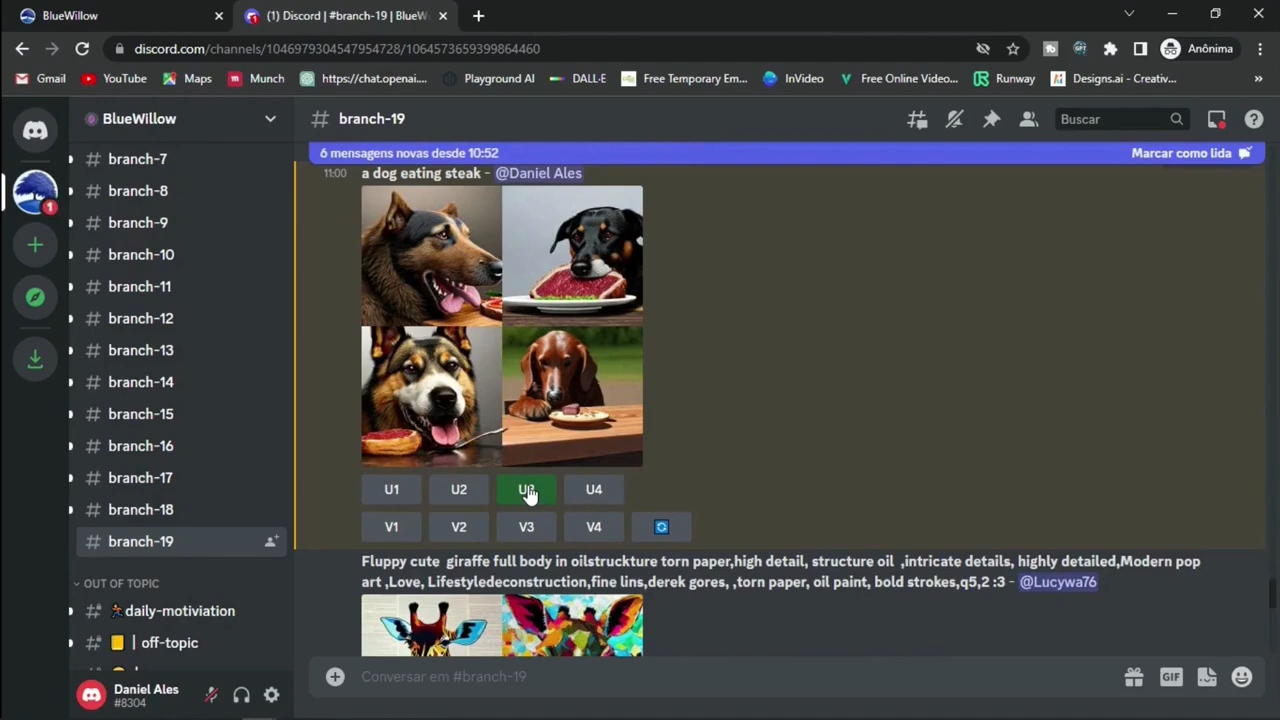 BlueWillow
(1) Discord | #branch-19 | BlueW
discord.com/channels/1046979304547954728/1064573659399864460
Anônima
Gmail
YouTube
Maps
Munch
https://chat.openai....
Playground AI
DALL-E
Free Temporary Em...
InVideo
Free Online Video...
Runway
Designs.ai - Creativ...
BlueWillow
branch-19
Buscar
6 mensagens novas desde 10:52
Marcar como lida
branch-7
branch-8
branch-9
branch-10
branch-11
branch-12
branch-13
branch-14
branch-15
branch-16
branch-17
branch-18
branch-19
OUT OF TOPIC
daily-motiviation
| off-topic
11:00 a dog eating steak - @Daniel Ales
U1 U2 U3 U4
V1 V2 V3 V4
Fluppy cute giraffe full body in oilstruckture torn paper,high detail, structure oil ,intricate details, highly detailed,Modern pop
art ,Love, Lifestyledeconstruction,fine lins,derek gores, ,torn paper, oil paint, bold strokes,q5,2 :3 - @Lucywa76
Conversar em #branch-19
GIF
Daniel Ales
#8304
1